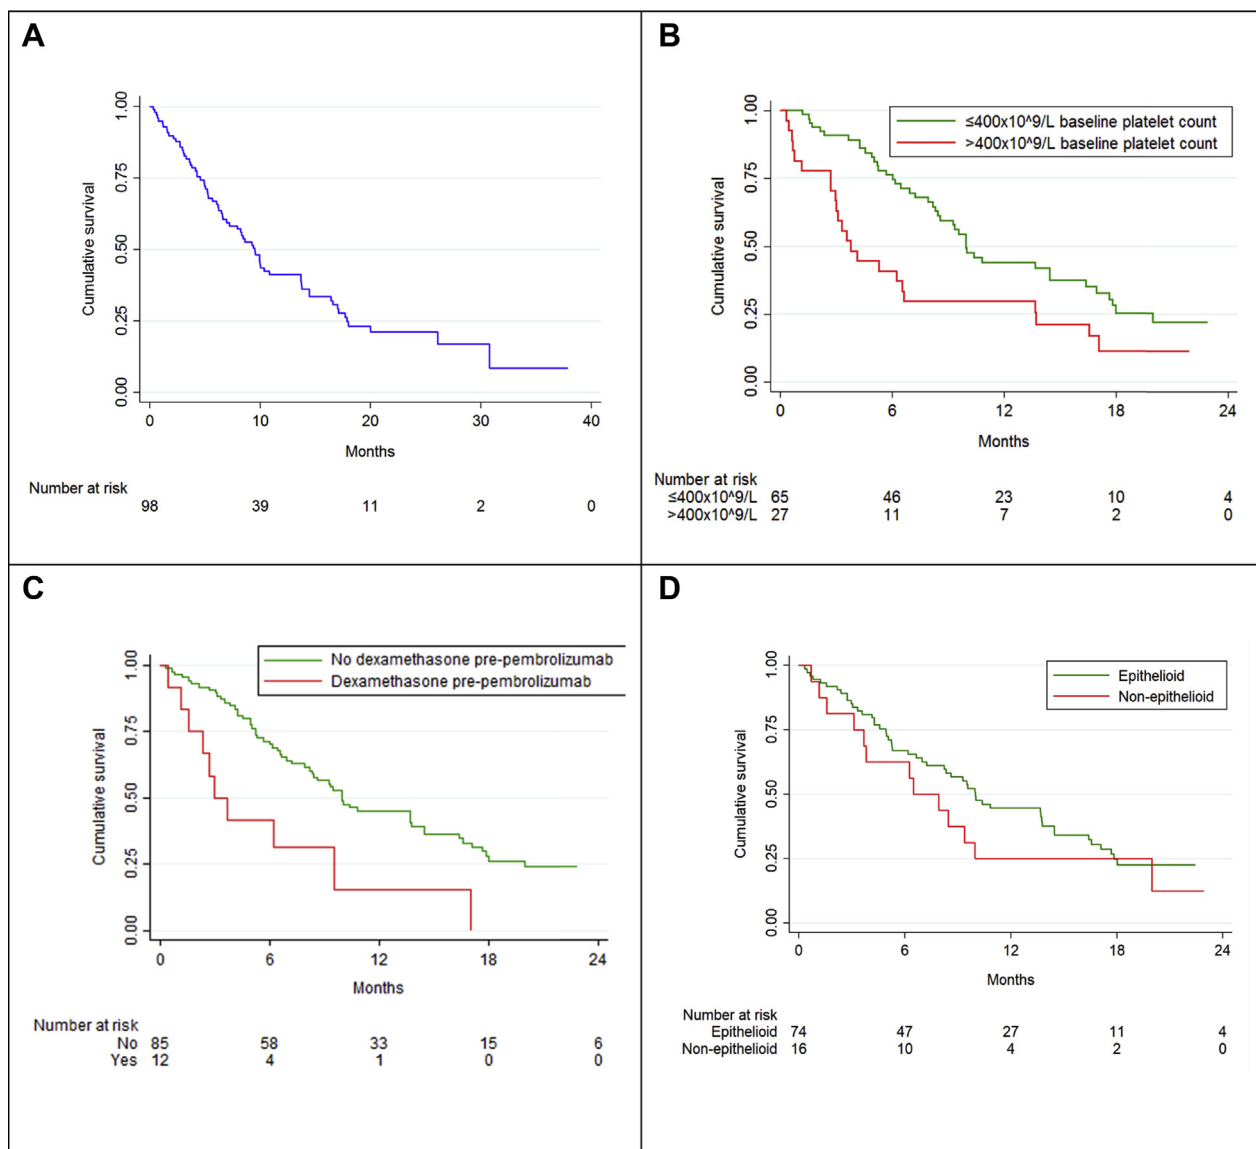 A
1.00
0.75
0.50
0.25
0.00
Cumulative survival
0 10 20 30 40
Months
Number at risk
98 39 11 2 0
B
≤400x10^9/L baseline platelet count
>400x10^9/L baseline platelet count
1.00
0.75
0.50
0.25
0.00
Cumulative survival
0 6 12 18 24
Months
Number at risk
≤400x10^9/L 65 46 23 10 4
>400x10^9/L 27 11 7 2 0
C
No dexamethasone pre-pembrolizumab
Dexamethasone pre-pembrolizumab
1.00
0.75
0.50
0.25
0.00
Cumulative survival
0 6 12 18 24
Months
Number at risk
No 85 58 33 15 6
Yes 12 4 1 0 0
D
Epithelioid
Non-epithelioid
1.00
0.75
0.50
0.25
0.00
Cumulative survival
0 6 12 18 24
Months
Number at risk
Epithelioid 74 47 27 11 4
Non-epithelioid 16 10 4 2 0